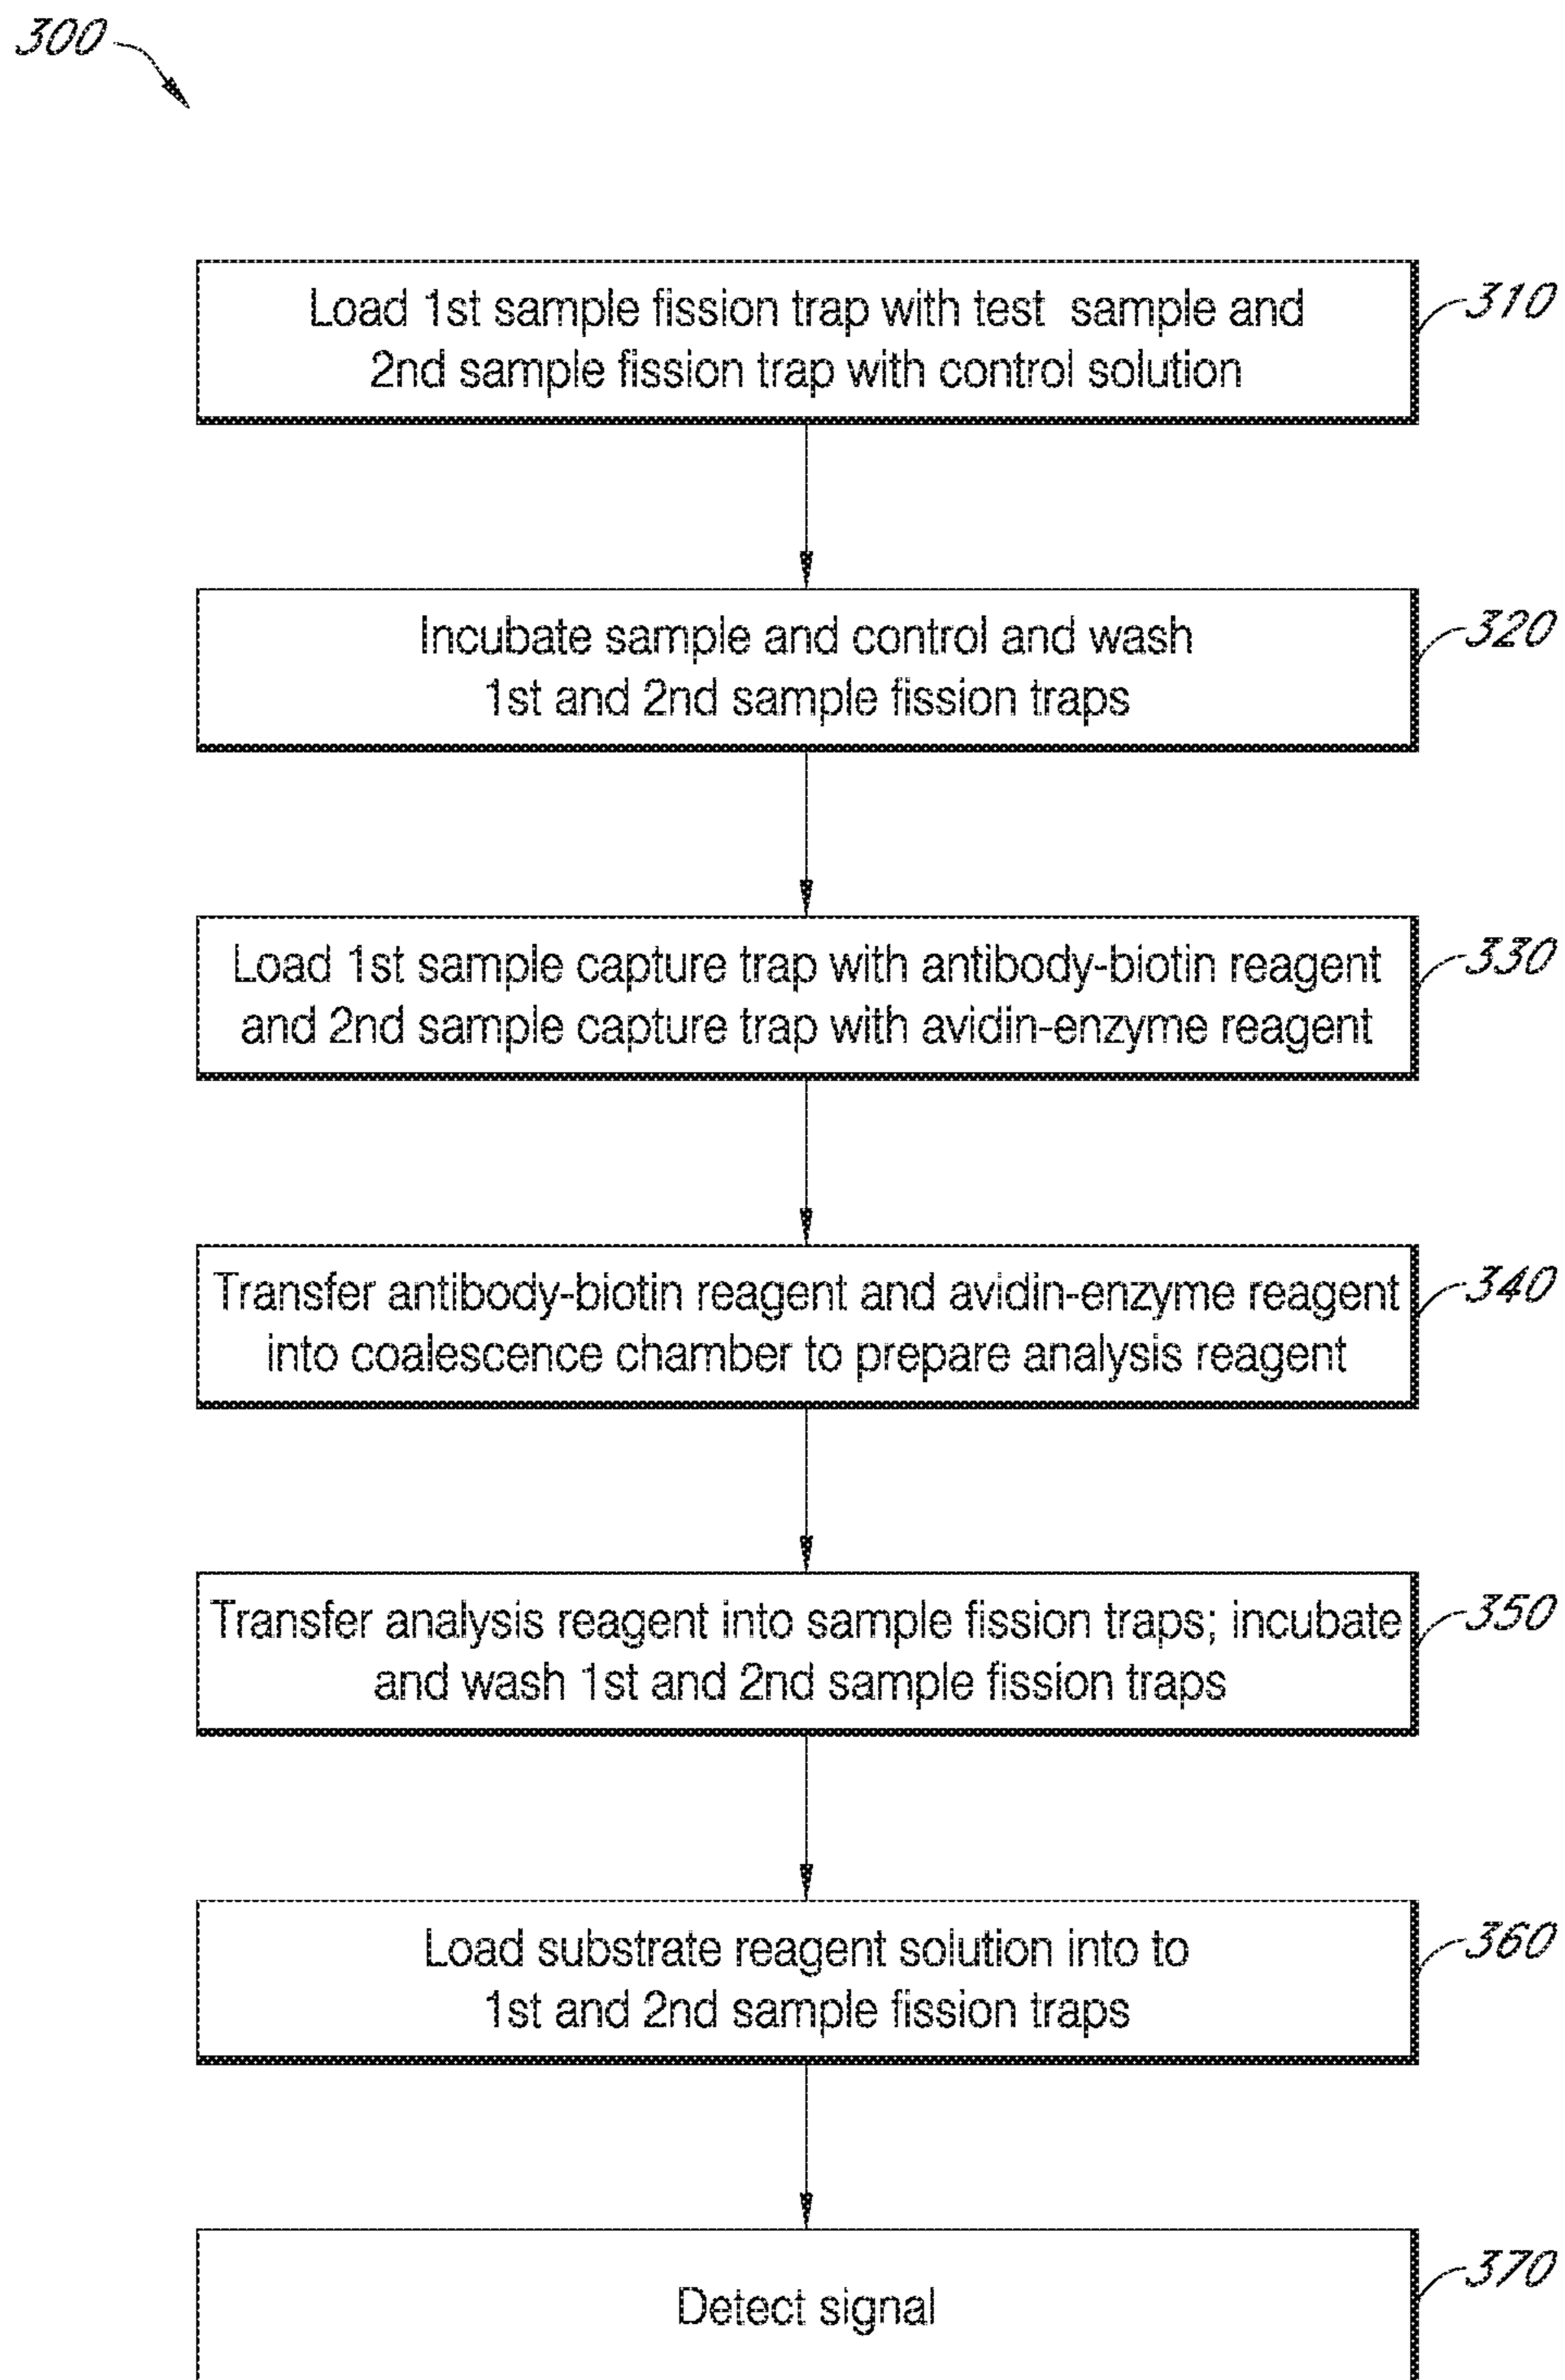 300
Load 1st sample fission trap with test sample and
2nd sample fission trap with control solution
310
Incubate sample and control and wash
1st and 2nd sample fission traps
320
Load 1st sample capture trap with antibody-biotin reagent
and 2nd sample capture trap with avidin-enzyme reagent
330
Transfer antibody-biotin reagent and avidin-enzyme reagent
into coalescence chamber to prepare analysis reagent
340
Transfer analysis reagent into sample fission traps; incubate
and wash 1st and 2nd sample fission traps
350
Load substrate reagent solution into to
1st and 2nd sample fission traps
360
Detect signal
370